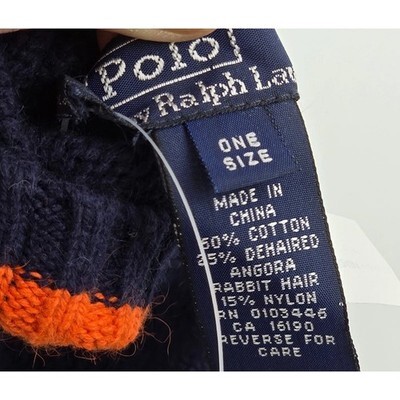 Polo
by Ralph Lau
ONE
SIZE
MADE IN
CHINA
60% COTTON
25% DEHAIRED
ANGORA
RABBIT HAIR
15% NYLON
RN 0103446
CA 16190
REVERSE FOR
CARE